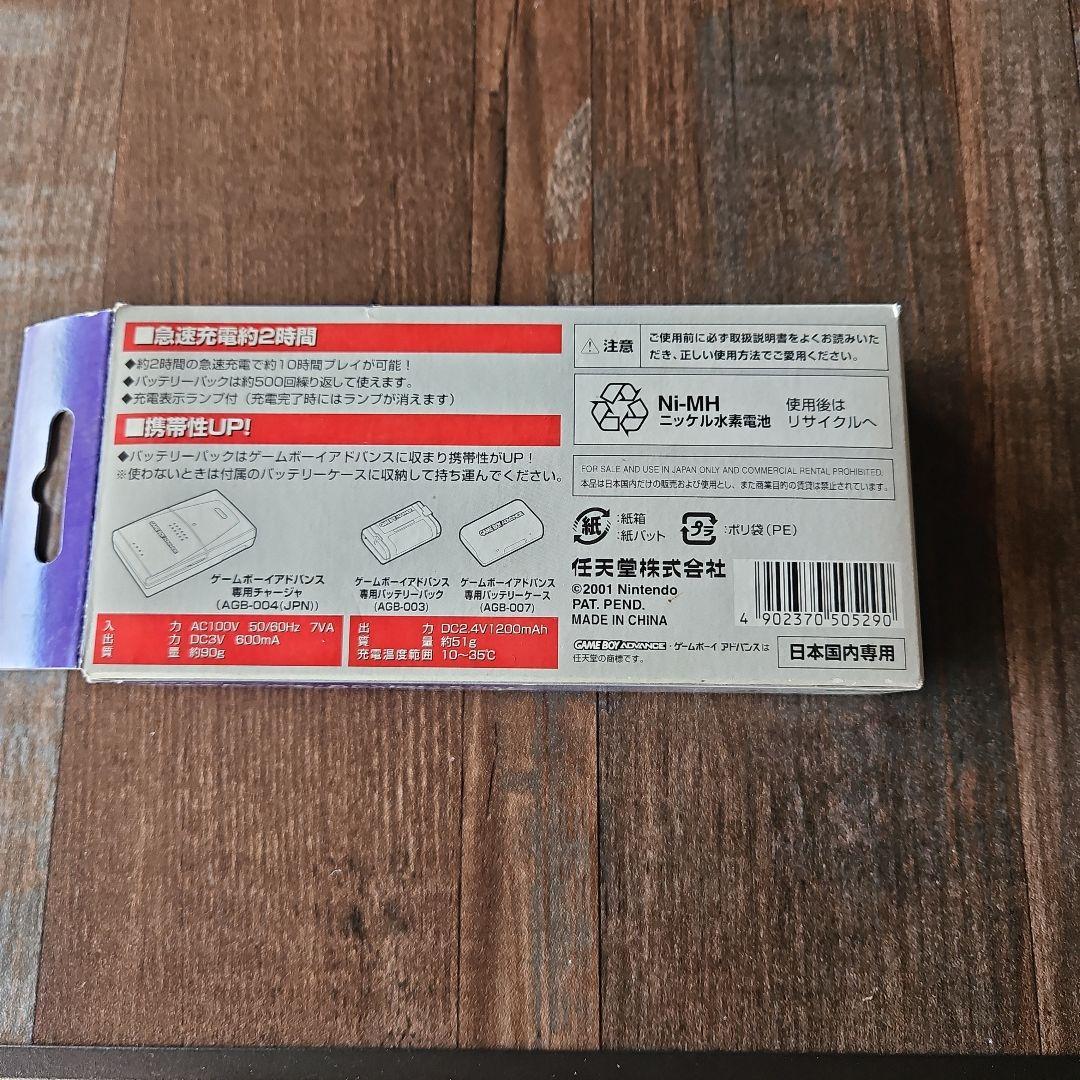 ■急速充電約2時間
◆約2時間の急速充電で約10時間プレイが可能！
◆バッテリーパックは約500回繰り返して使えます。
◆充電表示ランプ付（充電完了時にはランプが消えます）
■携帯性UP!
◆バッテリーパックはゲームボーイアドバンスに収まり携帯性がUP！
※使わないときは付属のバッテリーケースに収納して持ち運んでください。
ゲームボーイアドバンス
専用チャージャ
（AGB-004(JPN)）
ゲームボーイアドバンス
専用バッテリーパック
（AGB-003）
ゲームボーイアドバンス
専用バッテリーケース
（AGB-007）
入力 AC100V 50/60Hz 7VA
出力 DC3V 600mA
質量 約90g
出力 DC2.4V1200mAh
質量 約51g
充電温度範囲 10〜35℃
⚠注意
ご使用前に必ず取扱説明書をよくお読みいた
だき、正しい使用方法でご愛用ください。
Ni-MH
ニッケル水素電池
使用後は
リサイクルへ
FOR SALE AND USE IN JAPAN ONLY AND COMMERCIAL RENTAL PROHIBITED.
本品は日本国内だけの販売および使用とし、また商業目的の賃貸は禁止されています。
紙
:紙箱
:紙パット
プラ
:ポリ袋（PE）
任天堂株式会社
©2001 Nintendo
PAT. PEND.
MADE IN CHINA
4 902370 505290
GAME BOY ADVANCE・ゲームボーイ アドバンスは
任天堂の商標です。
日本国内専用